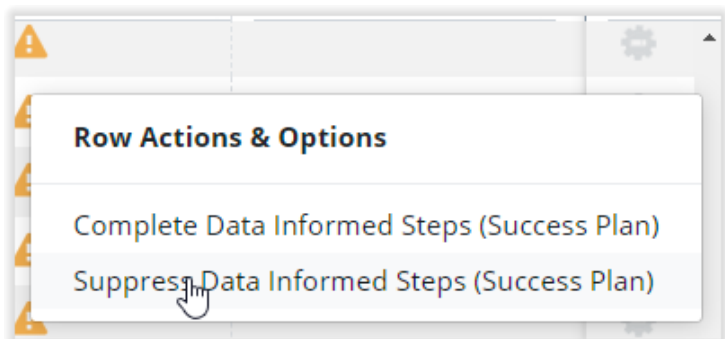 Row Actions & Options
Complete Data Informed Steps (Success Plan)
Suppress Data Informed Steps (Success Plan)